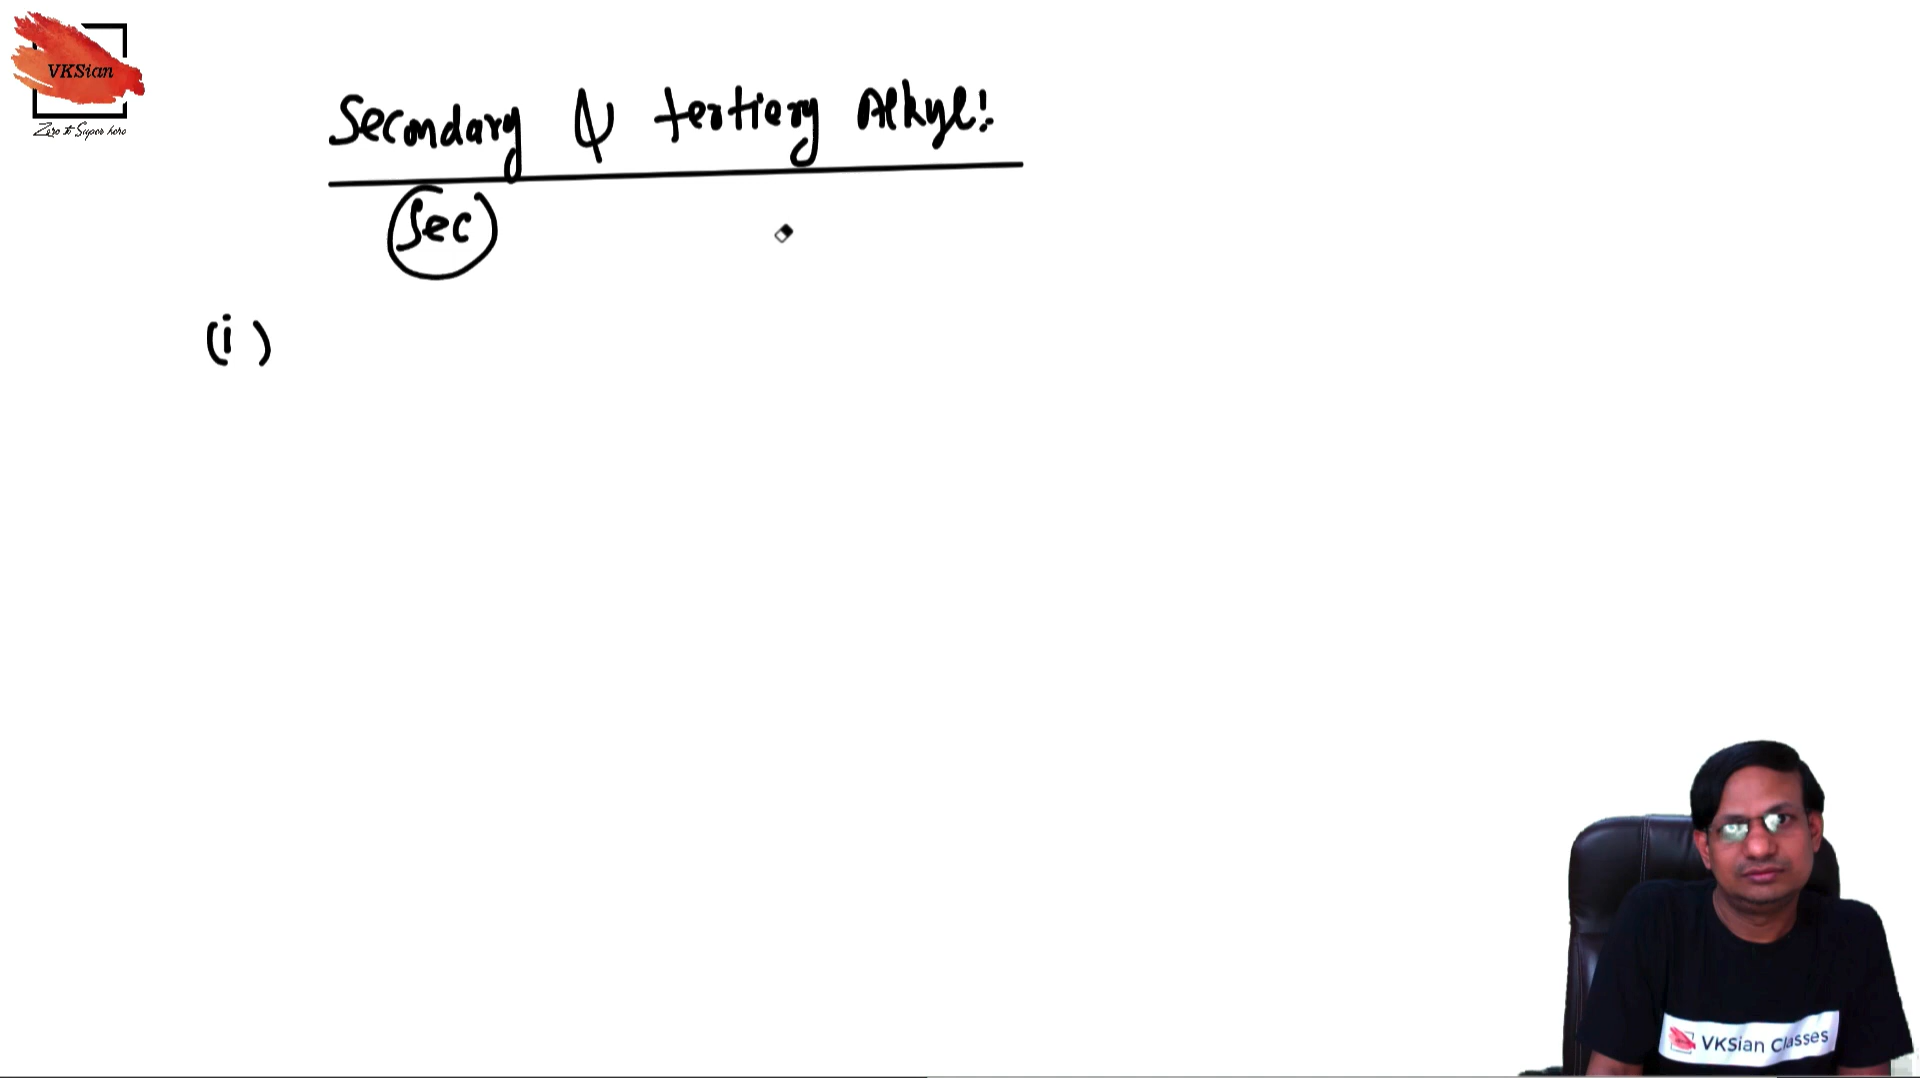 VKSian
Zero to Super hero
Secondary & tertiary Alkyl:
Sec
(i)
VKSian Classes